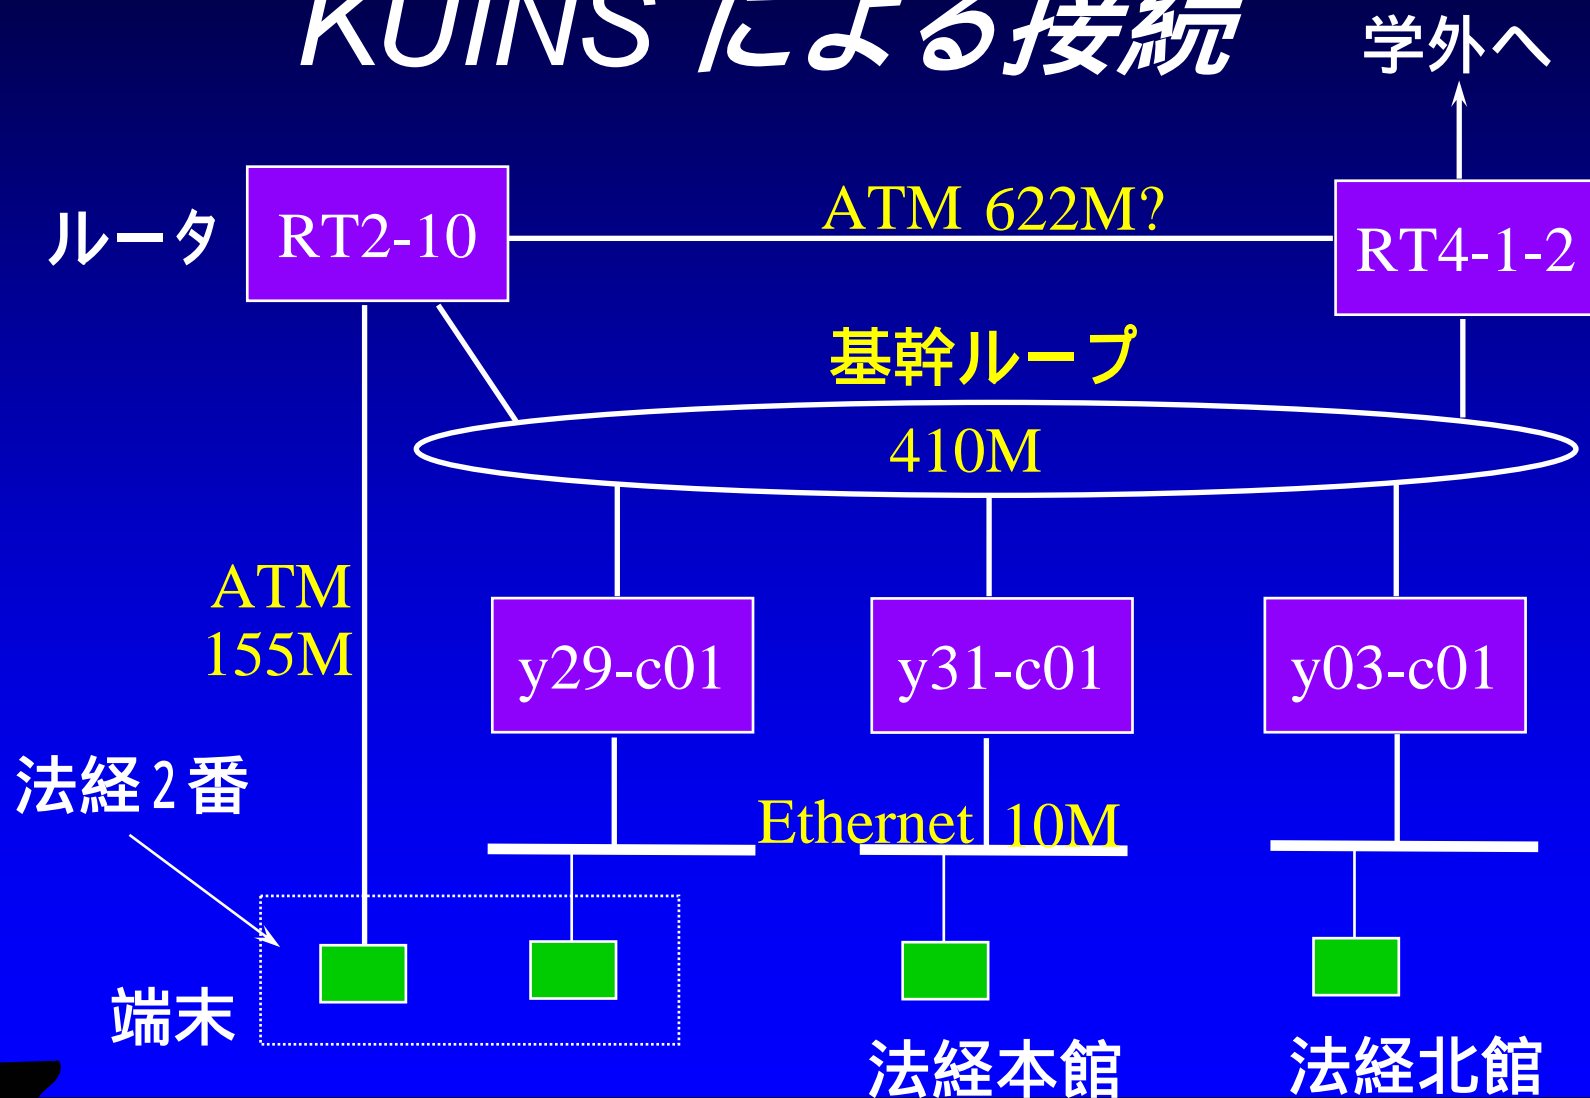 KUINS による接続
学外へ
ルータ
RT2-10
ATM 622M?
RT4-1-2
基幹ループ
410M
ATM
155M
y29-c01
y31-c01
y03-c01
法経2番
Ethernet 10M
端末
法経本館
法経北館